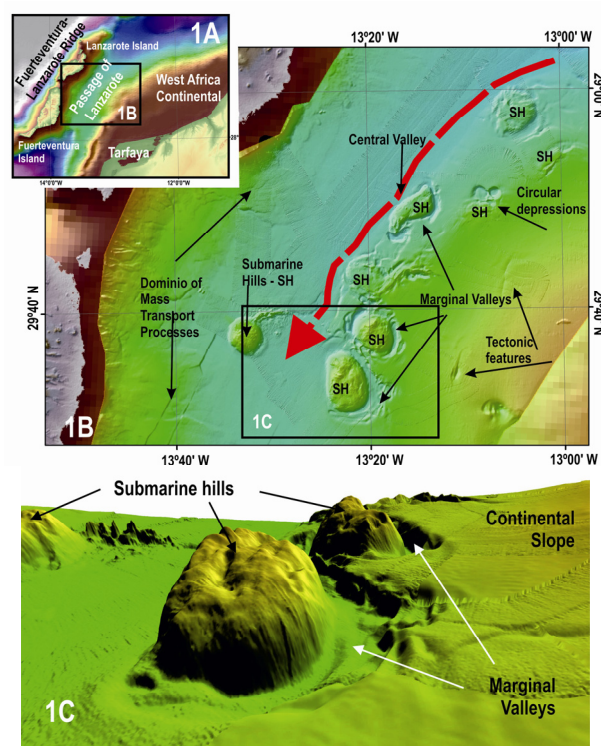 1A
Fuerteventura-
Lanzarote Ridge
Lanzarote Island
Passage of
Lanzarote
West Africa
Continental
1B
Fuerteventura
Island
Tarfaya
28°
14°0'0"W
12°0'0"W
13°20' W
13°00' W
29°00' N
SH
Central Valley
SH
SH
SH
Circular
depressions
Submarine
Hills - SH
SH
Marginal Valleys
Dominio of
Mass
Transport
Processes
29°40' N
29°40' N
SH
Tectonic
features
SH
1B
1C
13°40' W
13°20' W
13°00' W
Submarine hills
Continental
Slope
Marginal
Valleys
1C